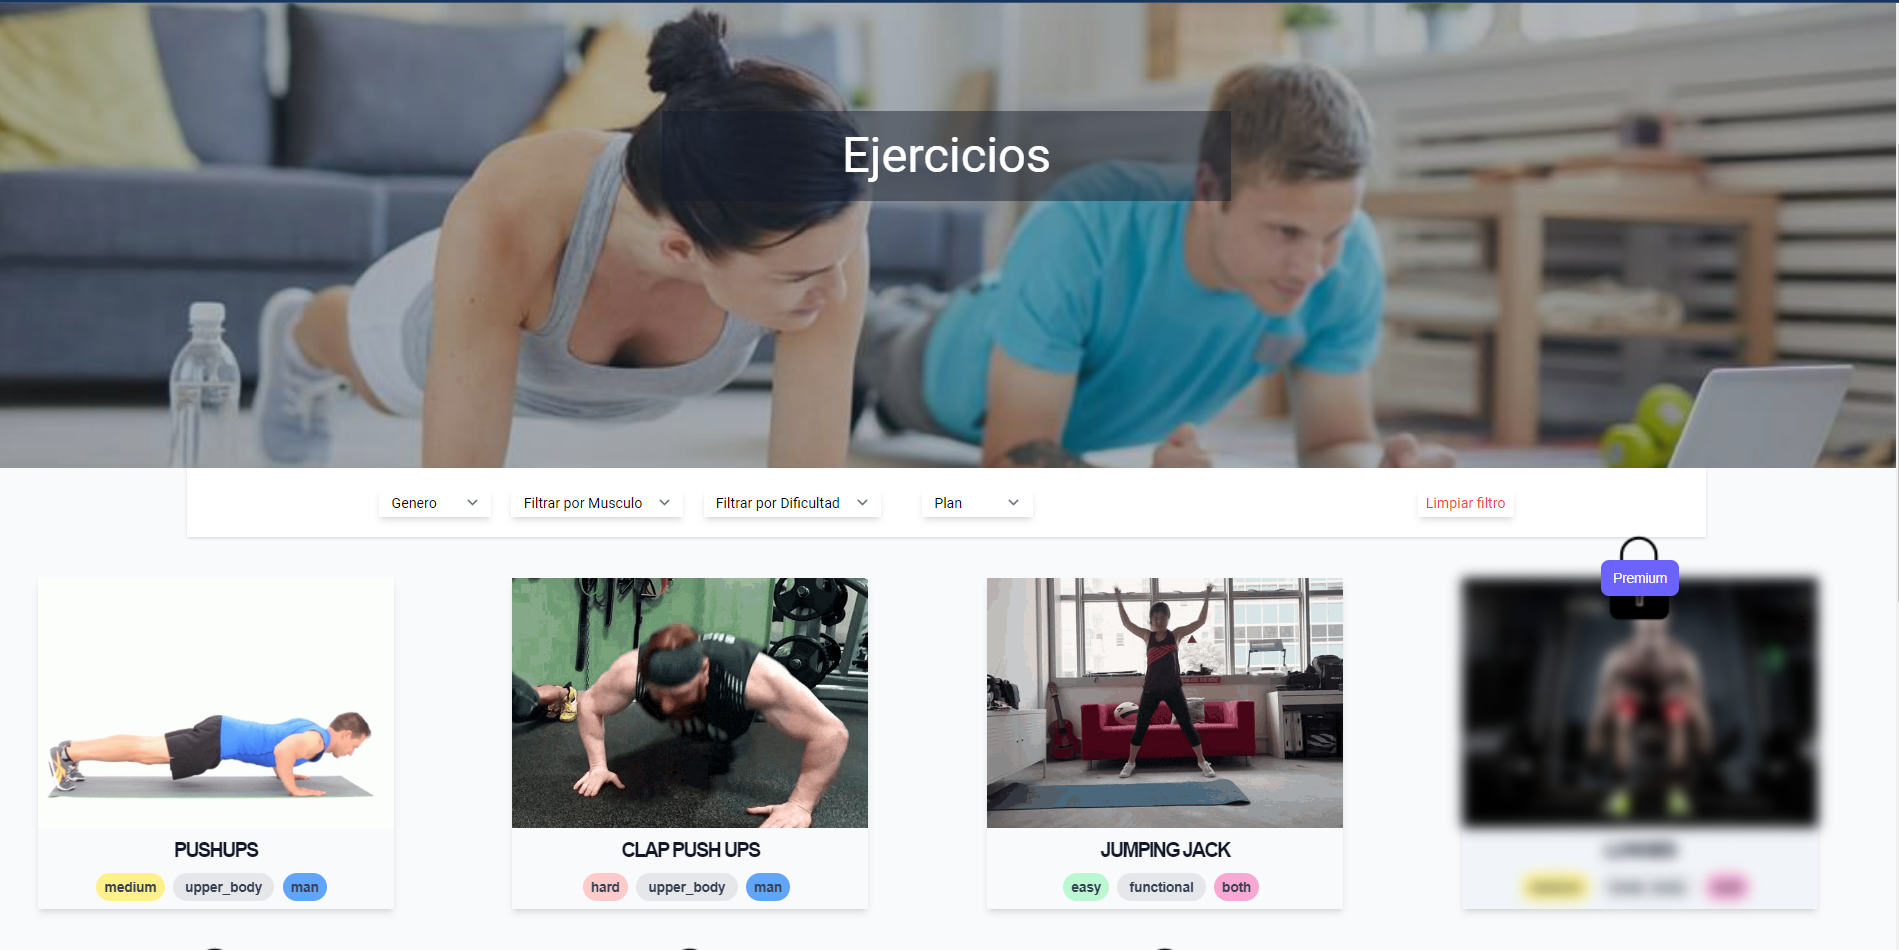 Ejercicios
Genero
Filtrar por Musculo
Filtrar por Dificultad
Plan
Limpiar filtro
Premium
PUSHUPS
medium upper_body man
CLAP PUSH UPS
hard upper_body man
JUMPING JACK
easy functional both